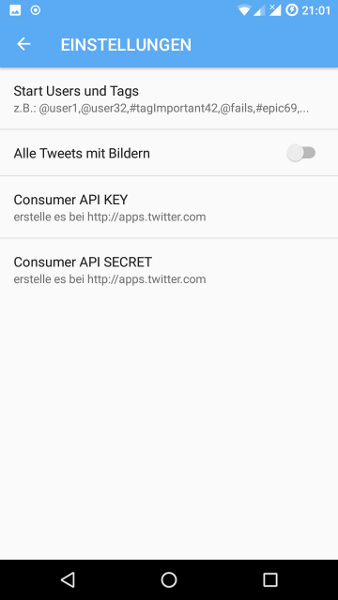 21:01
EINSTELLUNGEN
Start Users und Tags
z.B.: @user1,@user32,#tagImportant42,@fails,#epic69,...
Alle Tweets mit Bildern
Consumer API KEY
erstelle es bei http://apps.twitter.com
Consumer API SECRET
erstelle es bei http://apps.twitter.com